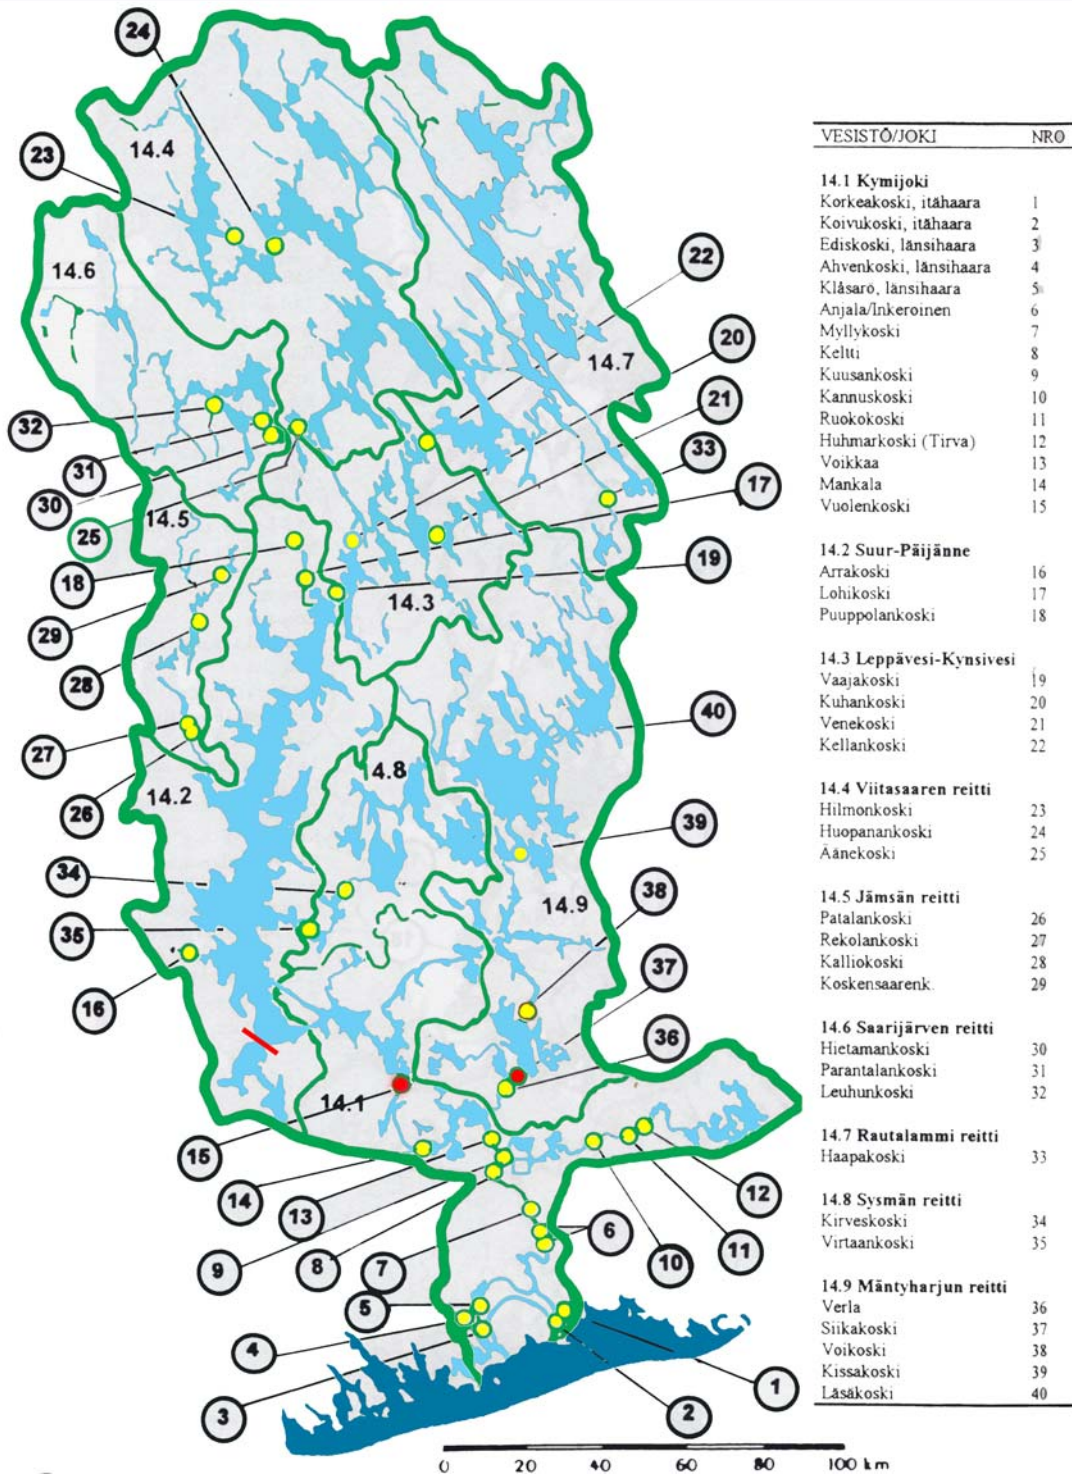 24
23
14.4
14.6
22
14.7
20
21
32
31
33
30
17
14.5
25
18
19
14.3
29
28
40
27
4.8
14.2
26
39
34
38
14.9
35
37
16
36
14.1
15
14
13
12
6
11
9
8
7
10
5
4
1
3
2
0 20 40 60 80 100 km
VESISTÖ/JOKI NRO
14.1 Kymijoki
Korkeakoski, itähaara 1
Koivukoski, itähaara 2
Ediskoski, länsihaara 3
Ahvenkoski, länsihaara 4
Klåsarö, länsihaara 5
Anjala/Inkeroinen 6
Myllykoski 7
Keltti 8
Kuusankoski 9
Kannuskoski 10
Ruokokoski 11
Huhmarkoski (Tirva) 12
Voikkaa 13
Mankala 14
Vuolenkoski 15
14.2 Suur-Päijänne
Arrakoski 16
Lohikoski 17
Puuppolankoski 18
14.3 Leppävesi-Kynsivesi
Vaajakoski 19
Kuhankoski 20
Venekoski 21
Kellankoski 22
14.4 Viitasaaren reitti
Hilmonkoski 23
Huopanankoski 24
Äänekoski 25
14.5 Jämsän reitti
Patalankoski 26
Rekolankoski 27
Kalliokoski 28
Koskensaarenk. 29
14.6 Saarijärven reitti
Hietamankoski 30
Parantalankoski 31
Leuhunkoski 32
14.7 Rautalammi reitti
Haapakoski 33
14.8 Sysmän reitti
Kirveskoski 34
Virtaankoski 35
14.9 Mäntyharjun reitti
Verla 36
Siikakoski 37
Voikoski 38
Kissakoski 39
Läsäkoski 40